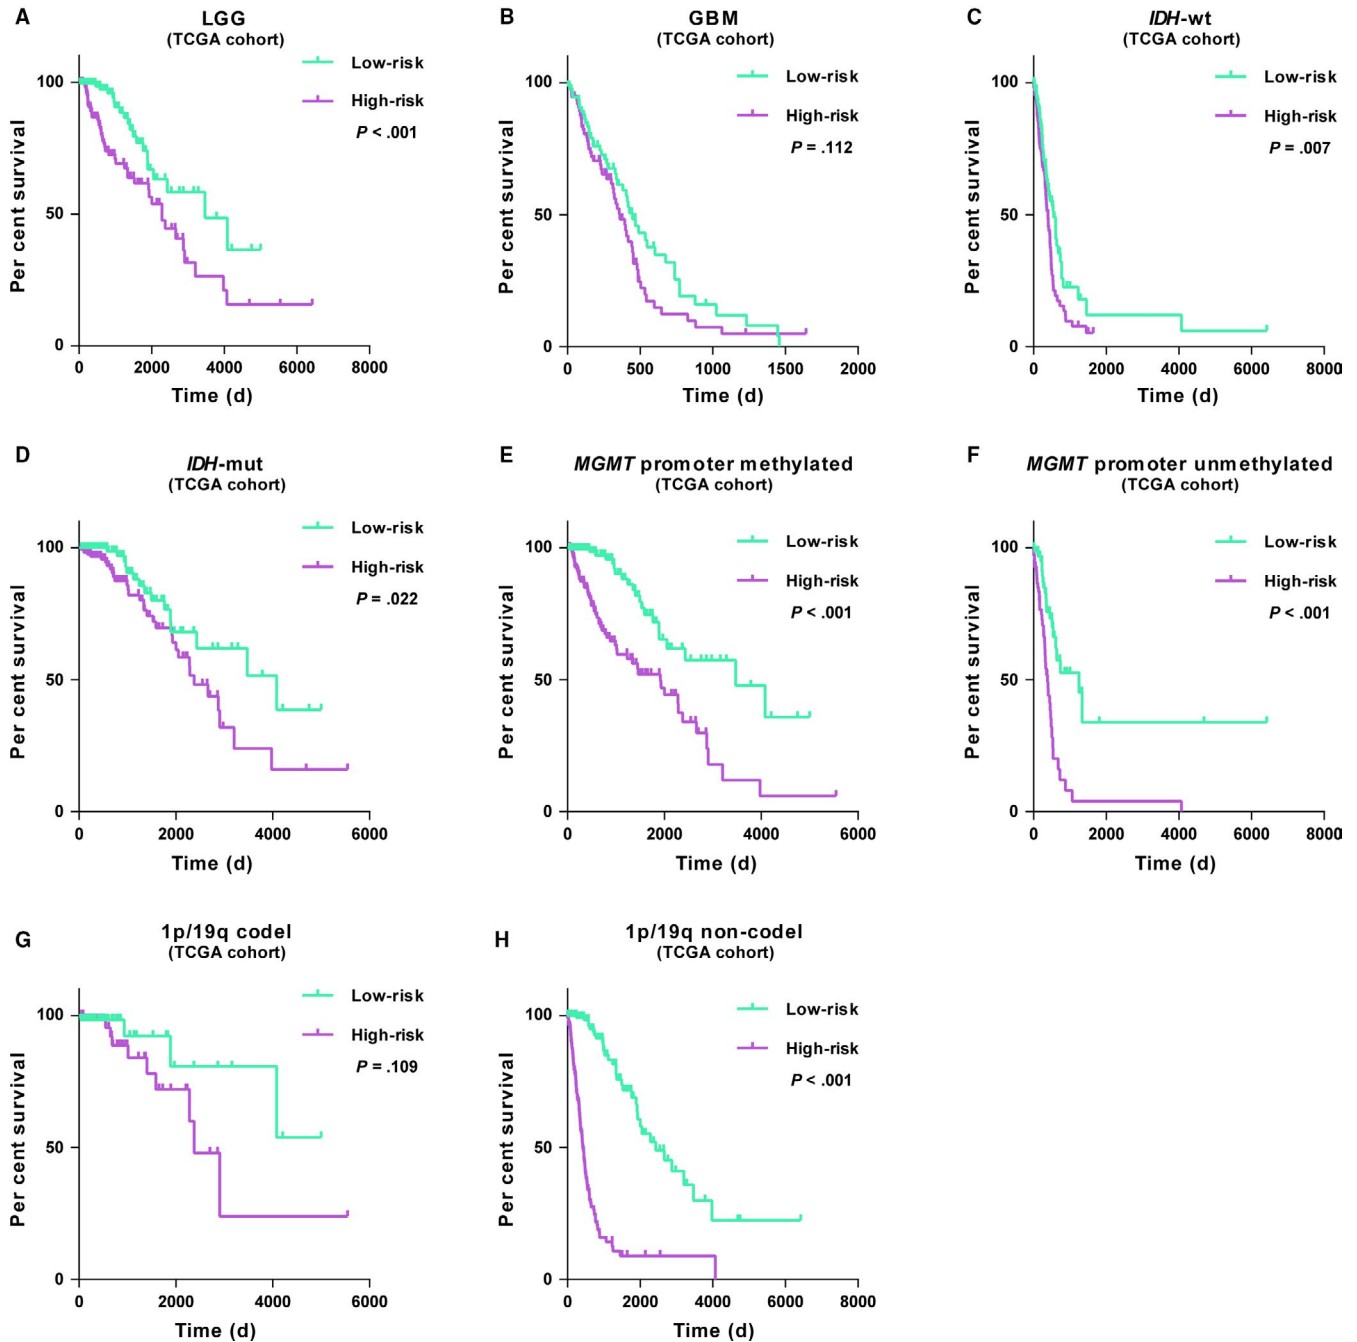 A
LGG
(TCGA cohort)
Low-risk
High-risk
P < .001
Per cent survival
100
50
0
0 2000 4000 6000 8000
Time (d)
B
GBM
(TCGA cohort)
Low-risk
High-risk
P = .112
Per cent survival
100
50
0
0 500 1000 1500 2000
Time (d)
C
IDH-wt
(TCGA cohort)
Low-risk
High-risk
P = .007
Per cent survival
100
50
0
0 2000 4000 6000 8000
Time (d)
D
IDH-mut
(TCGA cohort)
Low-risk
High-risk
P = .022
Per cent survival
100
50
0
0 2000 4000 6000
Time (d)
E
MGMT promoter methylated
(TCGA cohort)
Low-risk
High-risk
P < .001
Per cent survival
100
50
0
0 2000 4000 6000
Time (d)
F
MGMT promoter unmethylated
(TCGA cohort)
Low-risk
High-risk
P < .001
Per cent survival
100
50
0
0 2000 4000 6000 8000
Time (d)
G
1p/19q codel
(TCGA cohort)
Low-risk
High-risk
P = .109
Per cent survival
100
50
0
0 2000 4000 6000
Time (d)
H
1p/19q non-codel
(TCGA cohort)
Low-risk
High-risk
P < .001
Per cent survival
100
50
0
0 2000 4000 6000 8000
Time (d)